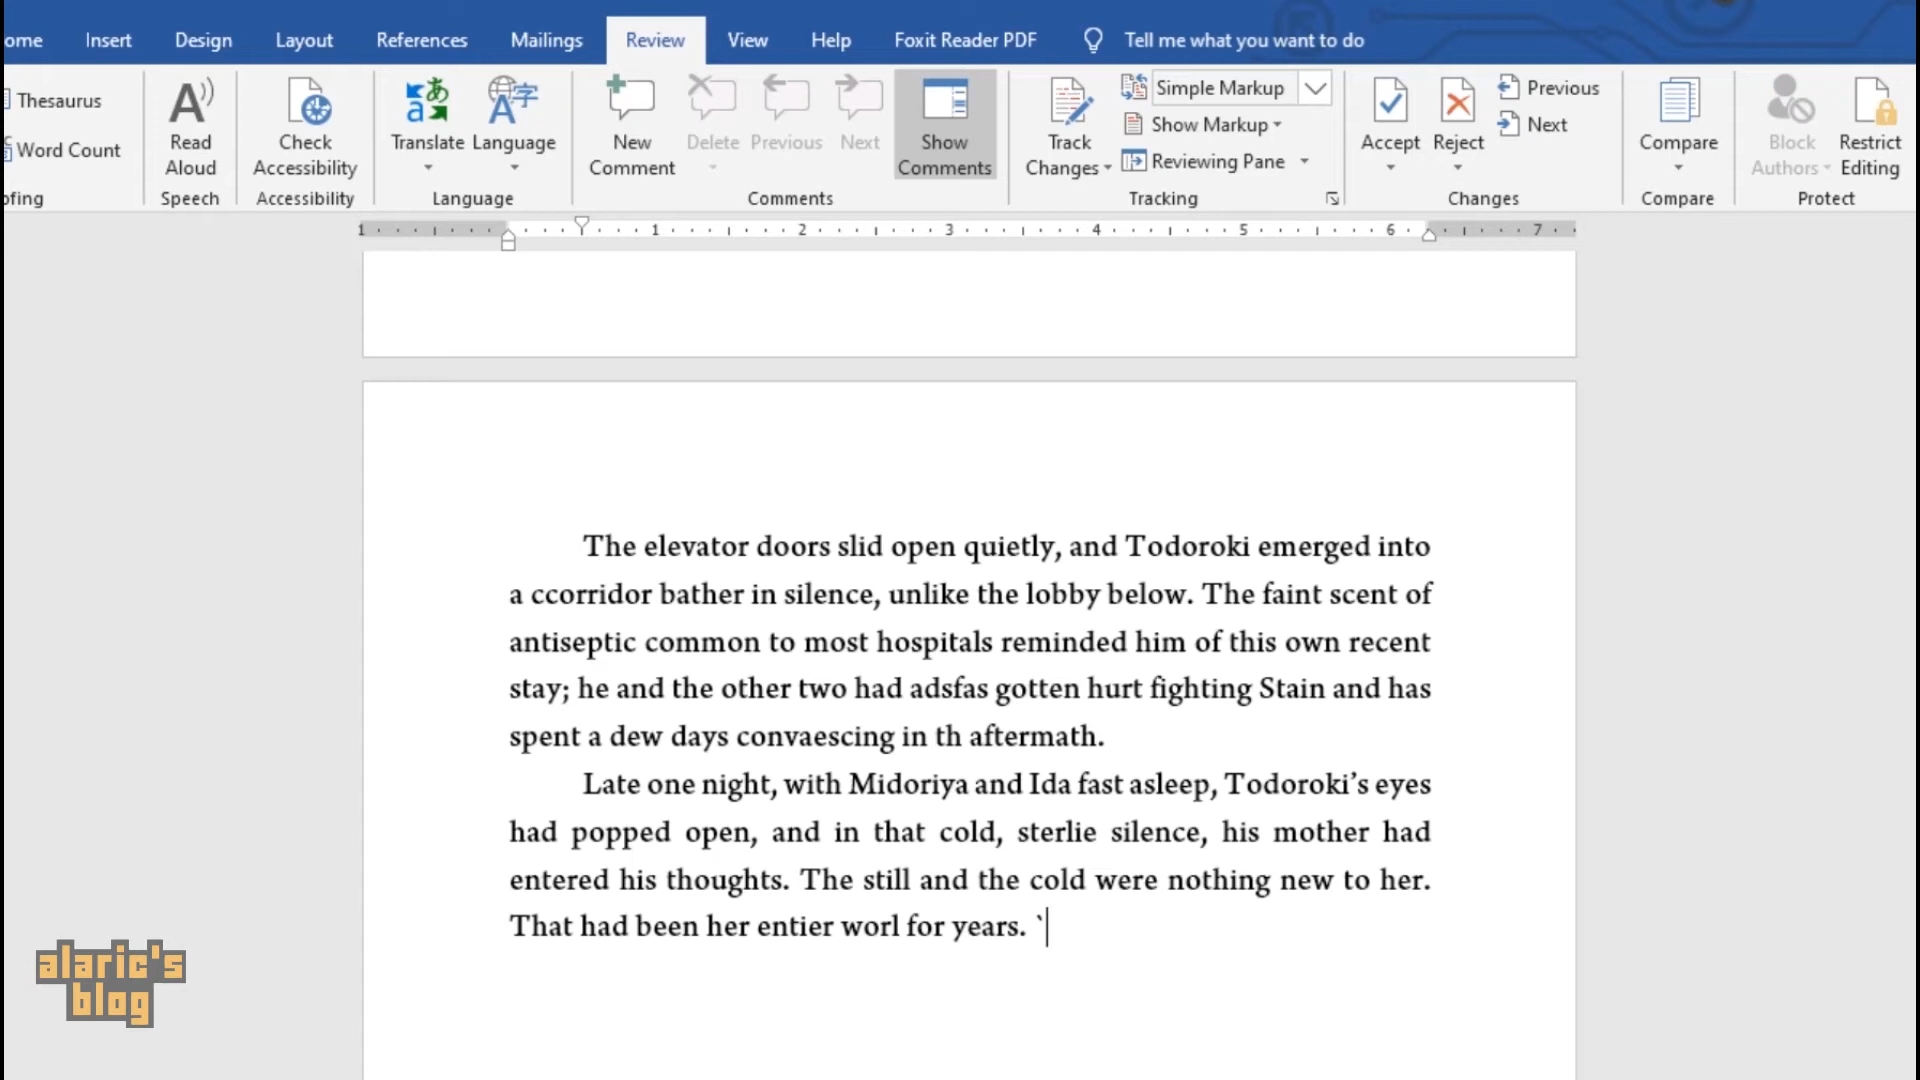 ome Insert Design Layout References Mailings Review View Help Foxit Reader PDF Tell me what you want to do
Thesaurus
Word Count
ofing
Read Aloud
Speech
Check Accessibility
Accessibility
Translate Language
Language
New Comment Delete Previous Next Show Comments
Comments
Track Changes
Simple Markup
Show Markup
Reviewing Pane
Tracking
Accept Reject
Previous
Next
Changes
Compare
Compare
Block Authors
Restrict Editing
Protect
1 1 2 3 4 5 6 7
The elevator doors slid open quietly, and Todoroki emerged into
a ccorridor bather in silence, unlike the lobby below. The faint scent of
antiseptic common to most hospitals reminded him of this own recent
stay; he and the other two had adsfas gotten hurt fighting Stain and has
spent a dew days convaescing in th aftermath.
Late one night, with Midoriya and Ida fast asleep, Todoroki’s eyes
had popped open, and in that cold, sterlie silence, his mother had
entered his thoughts. The still and the cold were nothing new to her.
That had been her entier worl for years. `
alaric's
blog